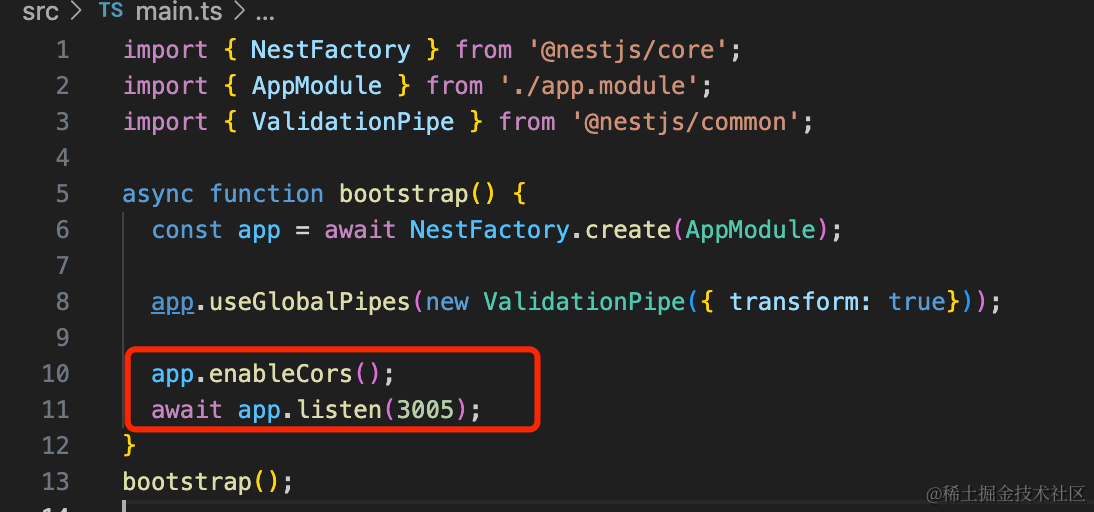 src > TS main.ts > ...
1 import { NestFactory } from '@nestjs/core';
2 import { AppModule } from './app.module';
3 import { ValidationPipe } from '@nestjs/common';
4
5 async function bootstrap() {
6   const app = await NestFactory.create(AppModule);
7
8   app.useGlobalPipes(new ValidationPipe({ transform: true}));
9
10   app.enableCors();
11   await app.listen(3005);
12 }
13 bootstrap();
14
@稀土掘金技术社区